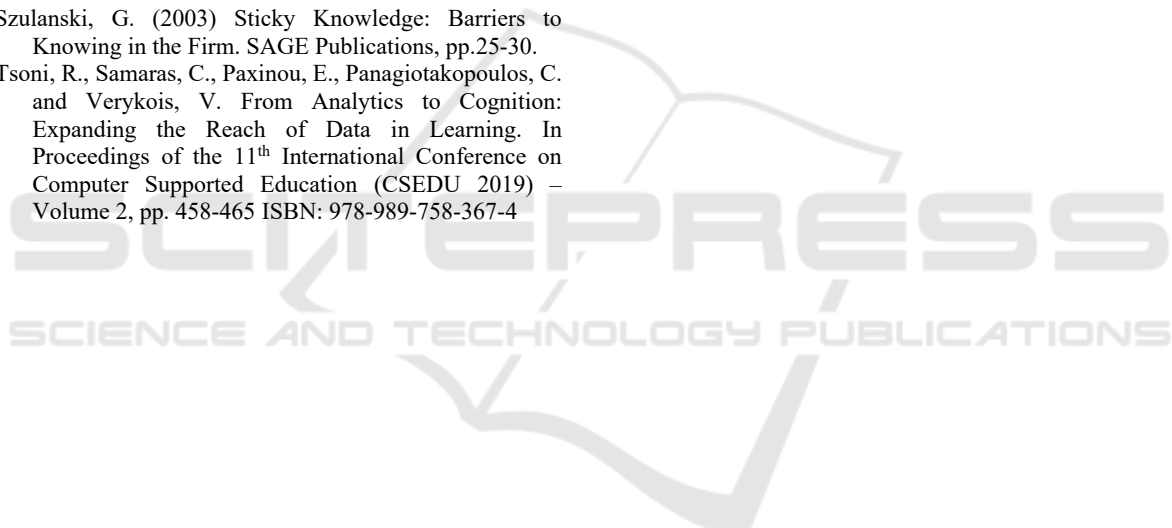 Szulanski, G. (2003) Sticky Knowledge: Barriers to
Knowing in the Firm. SAGE Publications, pp.25-30.
Tsoni, R., Samaras, C., Paxinou, E., Panagiotakopoulos, C.
and Verykois, V. From Analytics to Cognition:
Expanding the Reach of Data in Learning. In
Proceedings of the 11th International Conference on
Computer Supported Education (CSEDU 2019) –
Volume 2, pp. 458-465 ISBN: 978-989-758-367-4
SCITEPRESS
SCIENCE AND TECHNOLOGY PUBLICATIONS